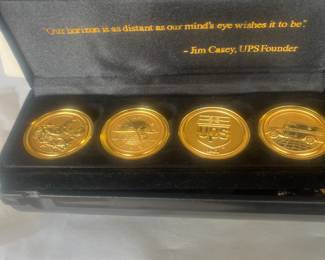 "Our horizon is as distant as our mind's eye wishes it to be."
- Jim Casey, UPS Founder
UPS